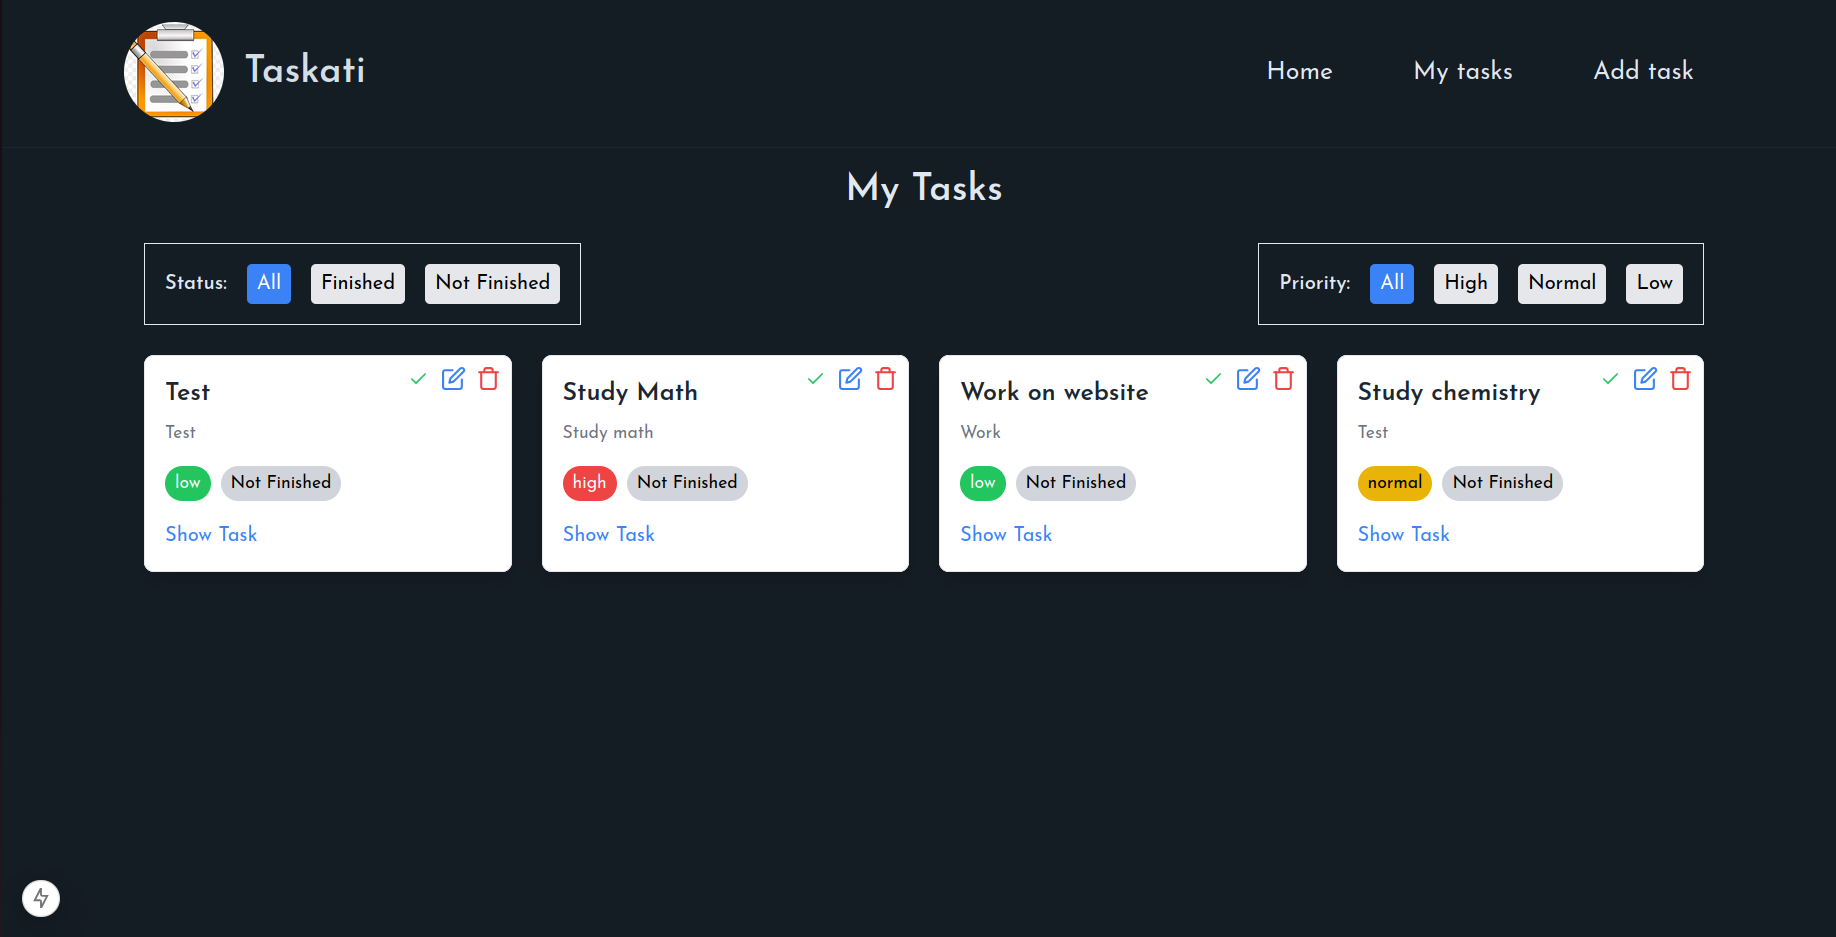 Taskati
Home
My tasks
Add task
My Tasks
Status: All Finished Not Finished
Priority: All High Normal Low
Test
Test
low Not Finished
Show Task
Study Math
Study math
high Not Finished
Show Task
Work on website
Work
low Not Finished
Show Task
Study chemistry
Test
normal Not Finished
Show Task